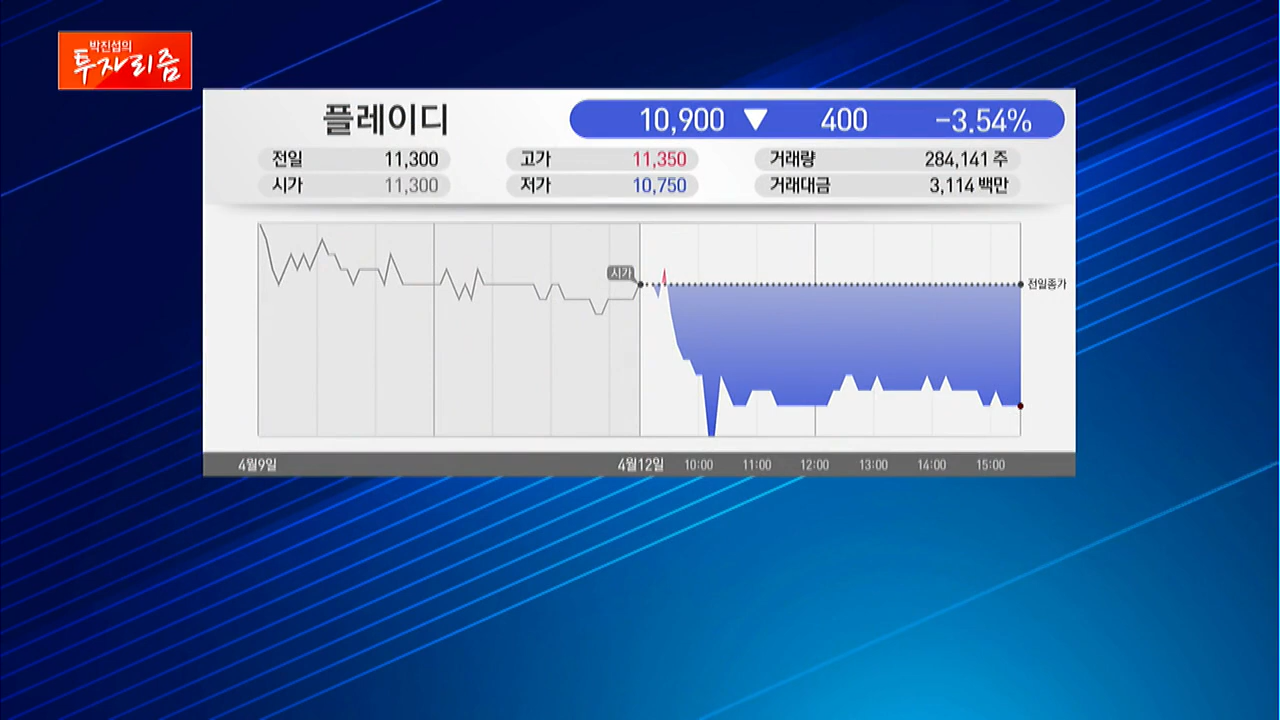 박진섭의
투자리즘
플레이디 10,900 ▼ 400 -3.54%
전일 11,300 고가 11,350 거래량 284,141 주
시가 11,300 저가 10,750 거래대금 3,114 백만
시가
전일종가
4월9일 4월12일 10:00 11:00 12:00 13:00 14:00 15:00